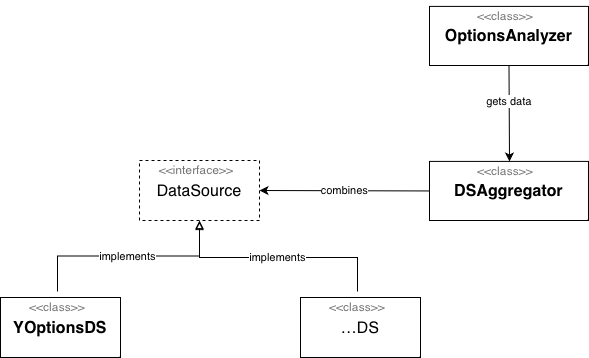 <<class>>
OptionsAnalyzer
gets data
<<interface>>
DataSource
combines
<<class>>
DSAggregator
implements
implements
<<class>>
YOptionsDS
<<class>>
...DS